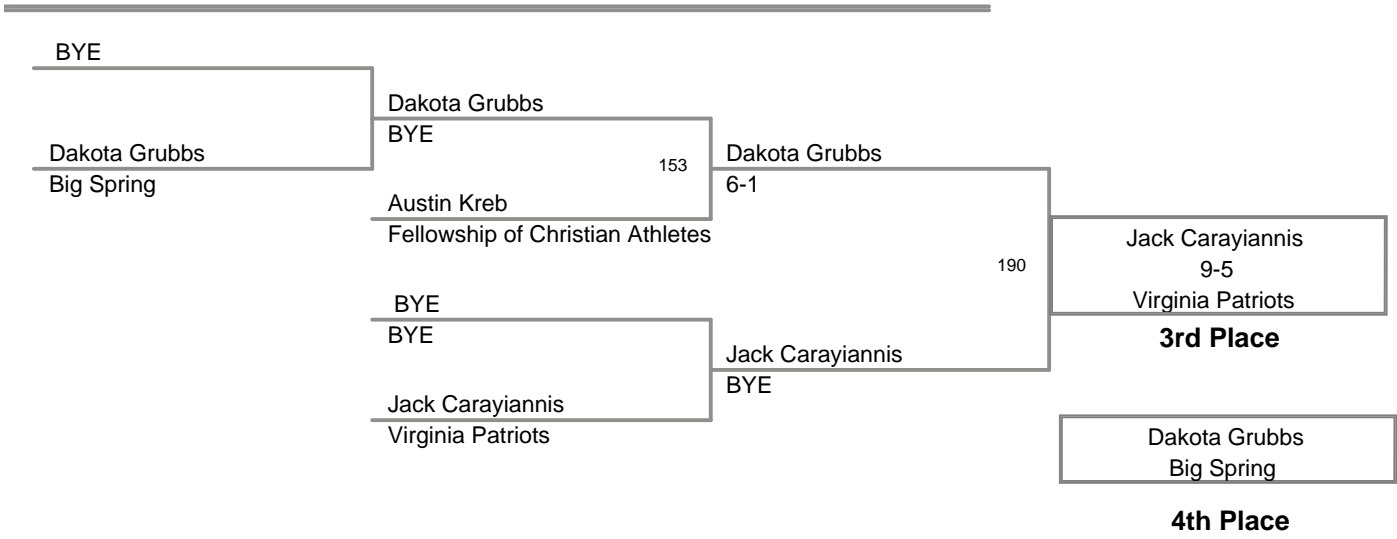 BYE
Dakota Grubbs
Big Spring
Dakota Grubbs
BYE
Austin Kreb
Fellowship of Christian Athletes
153
BYE
BYE
Jack Carayiannis
Virginia Patriots
Dakota Grubbs
6-1
Jack Carayiannis
BYE
190
Jack Carayiannis
9-5
Virginia Patriots
3rd Place
Dakota Grubbs
Big Spring
4th Place